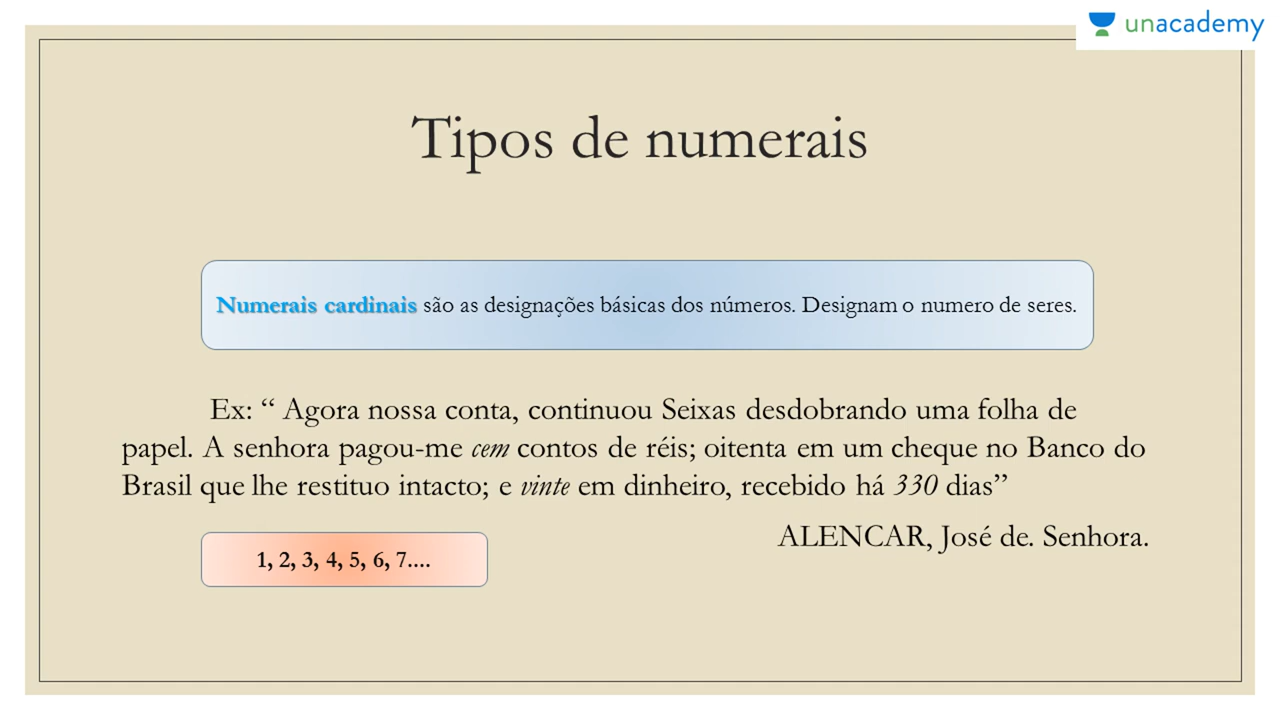 unacademy
Tipos de numerais
Numerais cardinais são as designações básicas dos números. Designam o numero de seres.
Ex: “ Agora nossa conta, continuou Seixas desdobrando uma folha de
papel. A senhora pagou-me cem contos de réis; oitenta em um cheque no Banco do
Brasil que lhe restituo intacto; e vinte em dinheiro, recebido há 330 dias”
ALENCAR, José de. Senhora.
1, 2, 3, 4, 5, 6, 7....